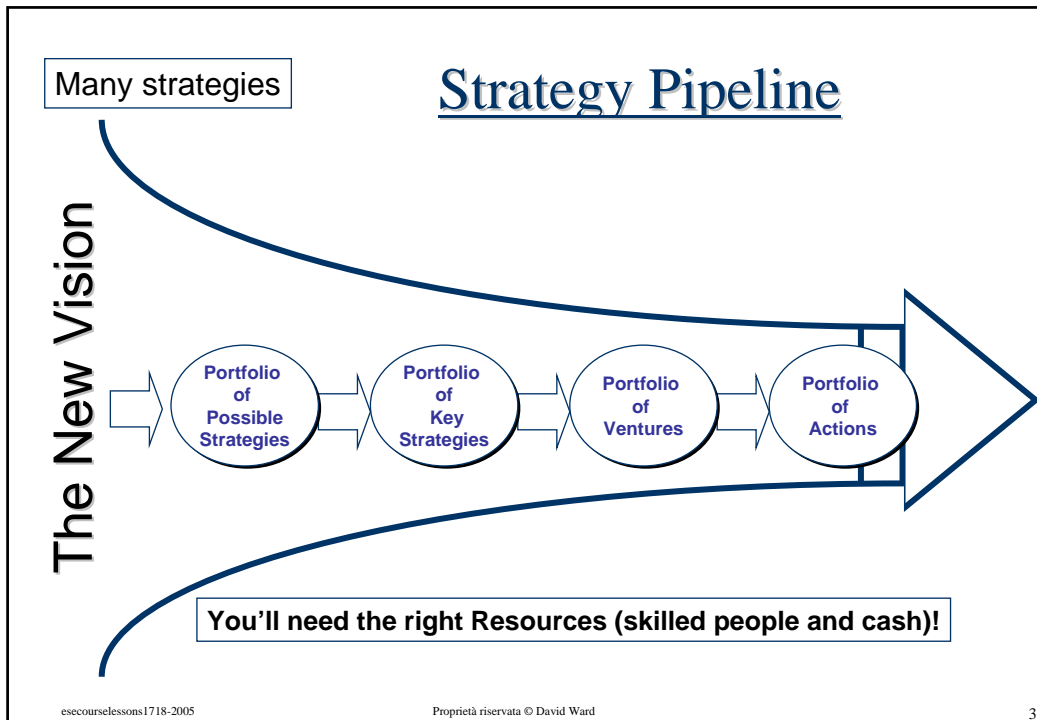 Many strategies
Strategy Pipeline
The New Vision
Portfolio
of
Possible
Strategies
Portfolio
of
Key
Strategies
Portfolio
of
Ventures
Portfolio
of
Actions
You'll need the right Resources (skilled people and cash)!
esecourselessons1718-2005
Proprietà riservata © David Ward
3